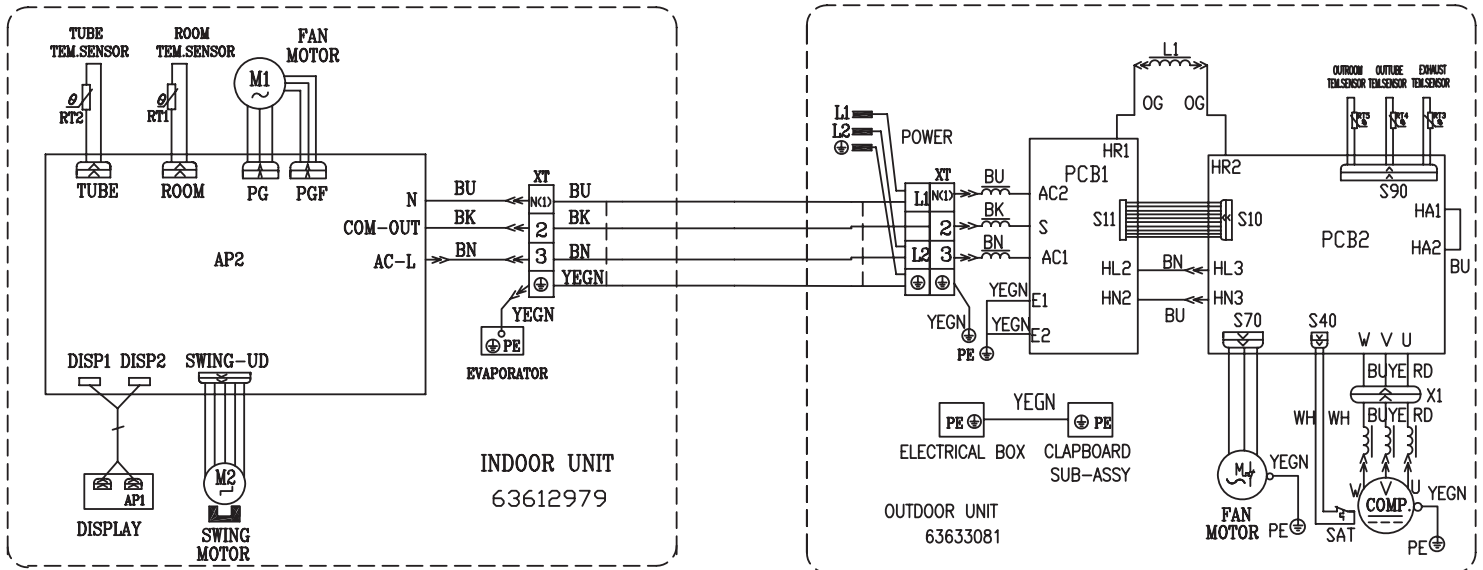 TUBE
TEM.SENSOR
θ
RT2
ROOM
TEM.SENSOR
θ
RT1
FAN
MOTOR
M1
~
TUBE
ROOM
PG
PGF
AP2
N
COM-OUT
AC-L
BU
BK
BN
XT
N(1)
2
3
BU
BK
BN
YEGN
YEGN
PE
EVAPORATOR
DISP1
DISP2
SWING-UD
AP1
DISPLAY
M2
SWING
MOTOR
INDOOR UNIT
63612979
L1
L2
POWER
XT
L1
N(1)
2
L2
3
BU
BK
BN
YEGN
AC2
S
AC1
YEGN
E1
YEGN
E2
PE
PCB1
HR1
OG
L1
OG
HR2
S11
S10
HL2
BN
HL3
HN2
BU
HN3
PCB2
OUTROOM
TEM.SENSOR
OUTTUBE
TEM.SENSOR
EXHAUST
TEM.SENSOR
RT5
RT4
RT3
S90
HA1
HA2
BU
S70
S40
W V U
BU YE RD
X1
BU YE RD
WH WH
W V U
COMP.
YEGN
PE
SAT
M
YEGN
FAN
MOTOR
PE
PE
YEGN
PE
ELECTRICAL BOX
CLAPBOARD
SUB-ASSY
OUTDOOR UNIT
63633081